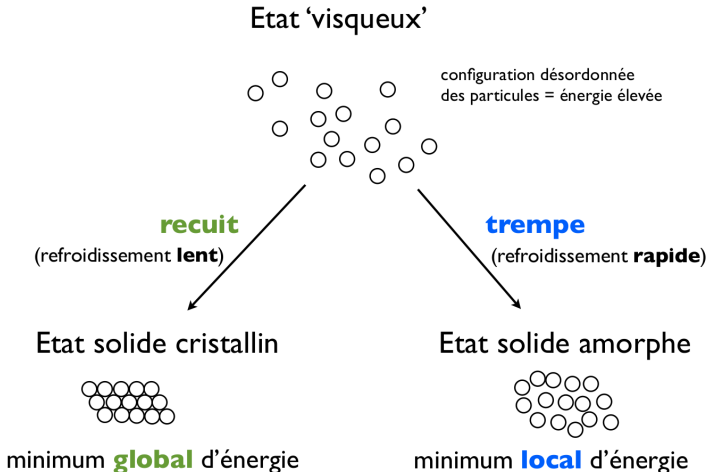 Etat ‘visqueux’
configuration désordonnée
des particules = énergie élevée
recuit
(refroidissement lent)
trempe
(refroidissement rapide)
Etat solide cristallin
Etat solide amorphe
minimum global d’énergie
minimum local d’énergie